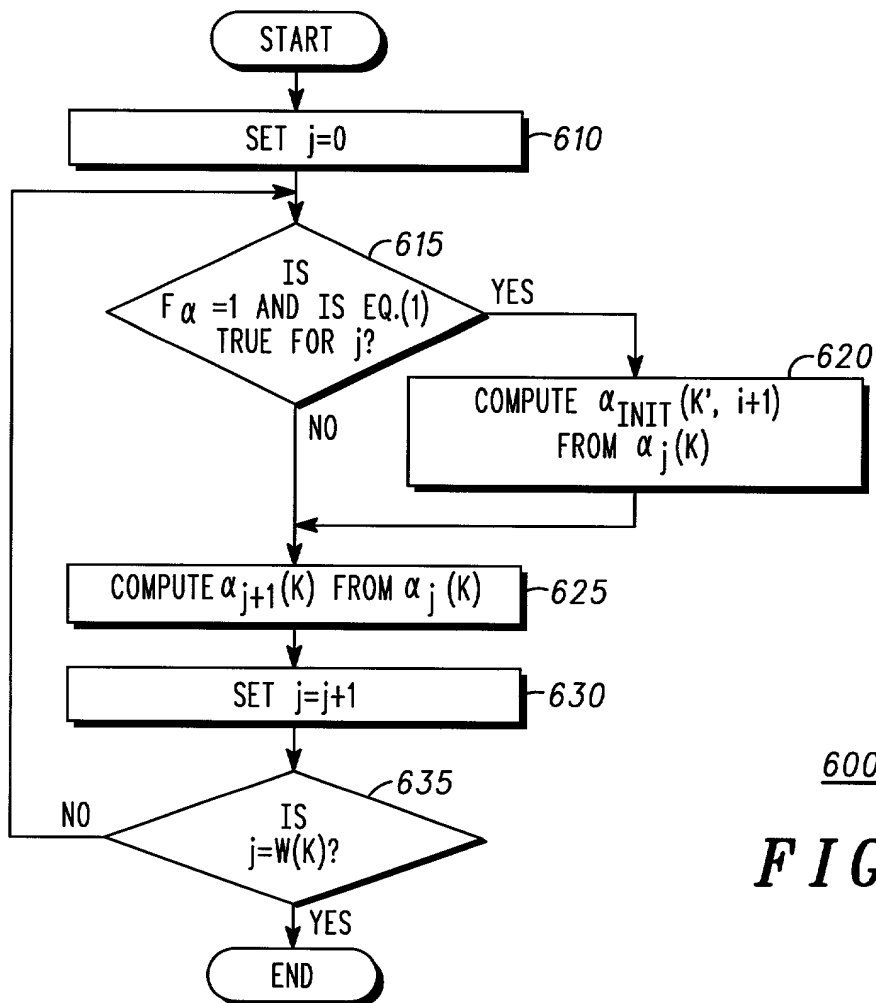 START
SET j=0
610
615
IS
Fα =1 AND IS EQ.(1)
TRUE FOR j?
YES
NO
620
COMPUTE αINIT(K', i+1)
FROM αj(K)
COMPUTE αj+1(K) FROM αj(K)
625
SET j=j+1
630
635
IS
j=W(K)?
NO
YES
END
600
FIG